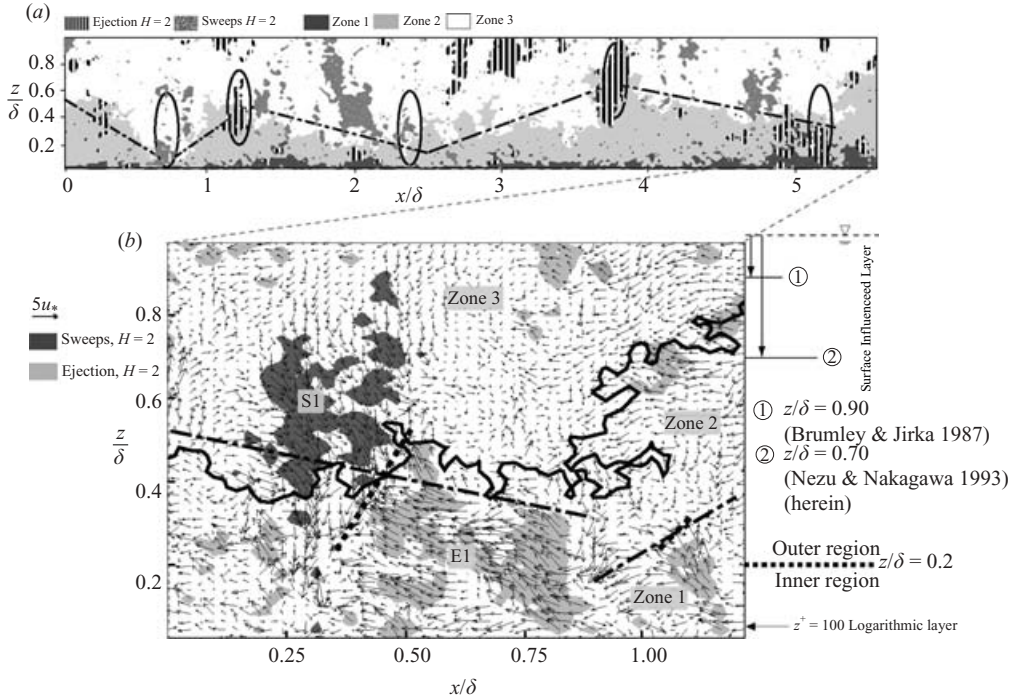 (a)
Ejection H = 2 Sweeps H = 2 Zone 1 Zone 2 Zone 3
z/δ
0.8
0.6
0.4
0.2
0 1 2 3 4 5
x/δ
(b)
5u*
Sweeps, H = 2
Ejection, H = 2
z/δ
0.8
0.6
0.4
0.2
Zone 3
S1
Zone 2
E1
Zone 1
0.25 0.50 0.75 1.00
x/δ
Surface Influenceed Layer
①
②
① z/δ = 0.90
(Brumley & Jirka 1987)
② z/δ = 0.70
(Nezu & Nakagawa 1993)
(herein)
Outer region
z/δ = 0.2
Inner region
z+ = 100 Logarithmic layer